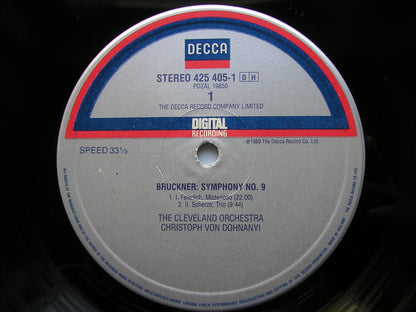 DECCA
STEREO 425 405-1 DH
PDZAL 19650
1
THE DECCA RECORD COMPANY LIMITED
DIGITAL
RECORDING
℗1989 The Decca Record Co. Ltd.
SPEED 33⅓
BRUCKNER: SYMPHONY NO. 9
1. I. Feierlich, Misterioso (22:00)
2. II. Scherzo; Trio (9:44)
THE CLEVELAND ORCHESTRA
CHRISTOPH VON DOHNANYI